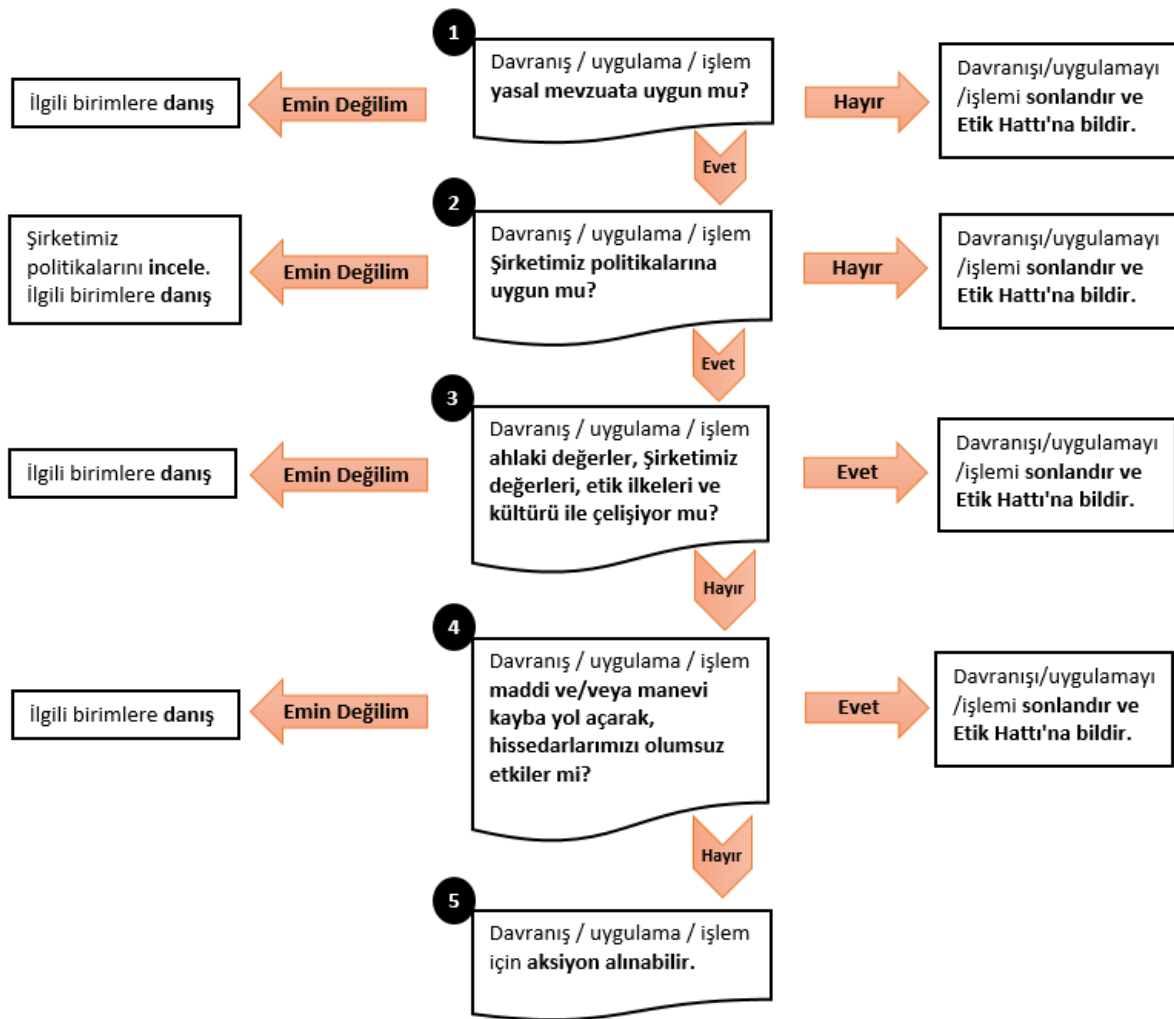 1
Davranış / uygulama / işlem
yasal mevzuata uygun mu?
İlgili birimlere danış
Emin Değilim
Hayır
Davranışı/uygulamayı
/işlemi sonlandır ve
Etik Hattı'na bildir.
Evet
2
Davranış / uygulama / işlem
Şirketimiz politikalarına
uygun mu?
Şirketimiz
politikalarını incele.
İlgili birimlere danış
Emin Değilim
Hayır
Davranışı/uygulamayı
/işlemi sonlandır ve
Etik Hattı'na bildir.
Evet
3
Davranış / uygulama / işlem
ahlaki değerler, Şirketimiz
değerleri, etik ilkeleri ve
kültürü ile çelişiyor mu?
İlgili birimlere danış
Emin Değilim
Evet
Davranışı/uygulamayı
/işlemi sonlandır ve
Etik Hattı'na bildir.
Hayır
4
Davranış / uygulama / işlem
maddi ve/veya manevi
kayba yol açarak,
hissedarlarımızı olumsuz
etkiler mi?
İlgili birimlere danış
Emin Değilim
Evet
Davranışı/uygulamayı
/işlemi sonlandır ve
Etik Hattı'na bildir.
Hayır
5
Davranış / uygulama / işlem
için aksiyon alınabilir.